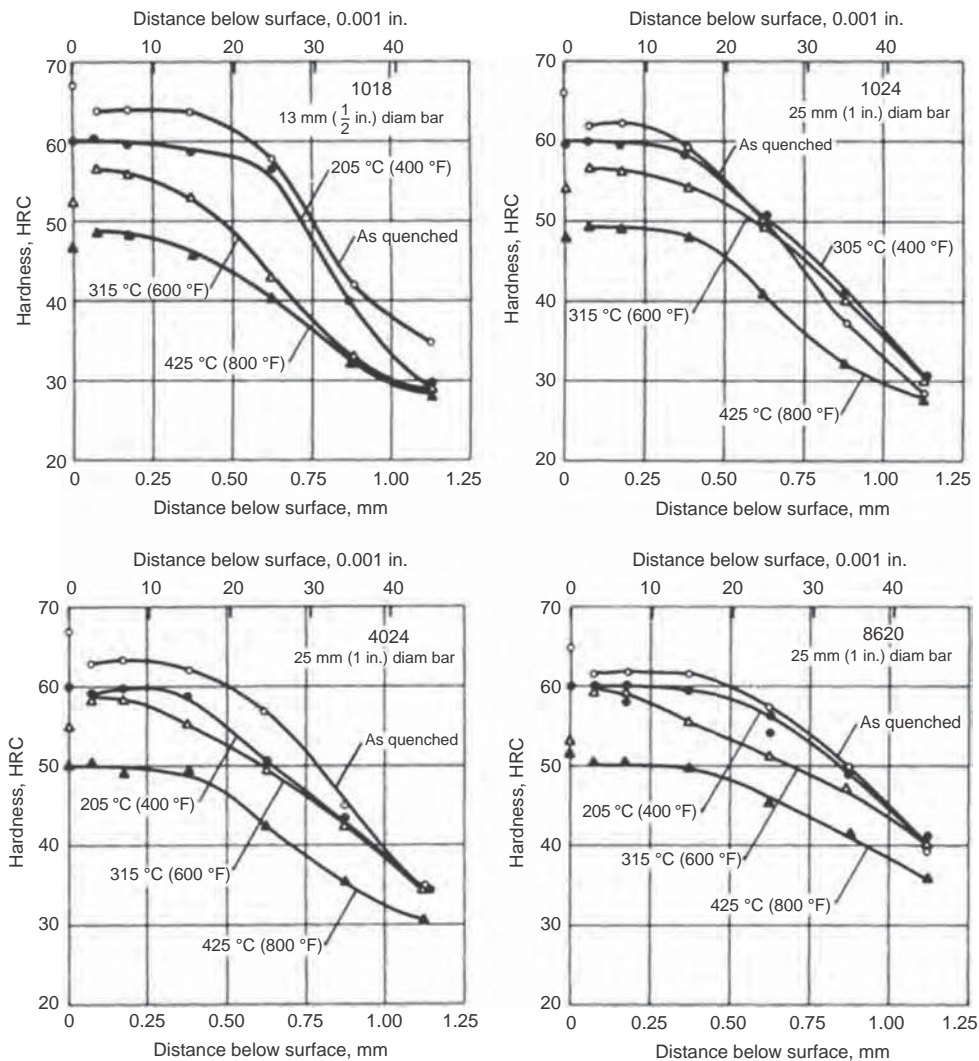 Distance below surface, 0.001 in.
0 10 20 30 40
70
60
50
40
30
20
Hardness, HRC
1018
13 mm (1/2 in.) diam bar
205 °C (400 °F)
As quenched
315 °C (600 °F)
425 °C (800 °F)
0 0.25 0.50 0.75 1.00 1.25
Distance below surface, mm
Distance below surface, 0.001 in.
0 10 20 30 40
70
60
50
40
30
20
Hardness, HRC
1024
25 mm (1 in.) diam bar
As quenched
305 °C (400 °F)
315 °C (600 °F)
425 °C (800 °F)
0 0.25 0.50 0.75 1.00 1.25
Distance below surface, mm
Distance below surface, 0.001 in.
0 10 20 30 40
70
60
50
40
30
20
Hardness, HRC
4024
25 mm (1 in.) diam bar
As quenched
205 °C (400 °F)
315 °C (600 °F)
425 °C (800 °F)
0 0.25 0.50 0.75 1.00 1.25
Distance below surface, mm
Distance below surface, 0.001 in.
0 10 20 30 40
70
60
50
40
30
20
Hardness, HRC
8620
25 mm (1 in.) diam bar
As quenched
205 °C (400 °F)
315 °C (600 °F)
425 °C (800 °F)
0 0.25 0.50 0.75 1.00 1.25
Distance below surface, mm